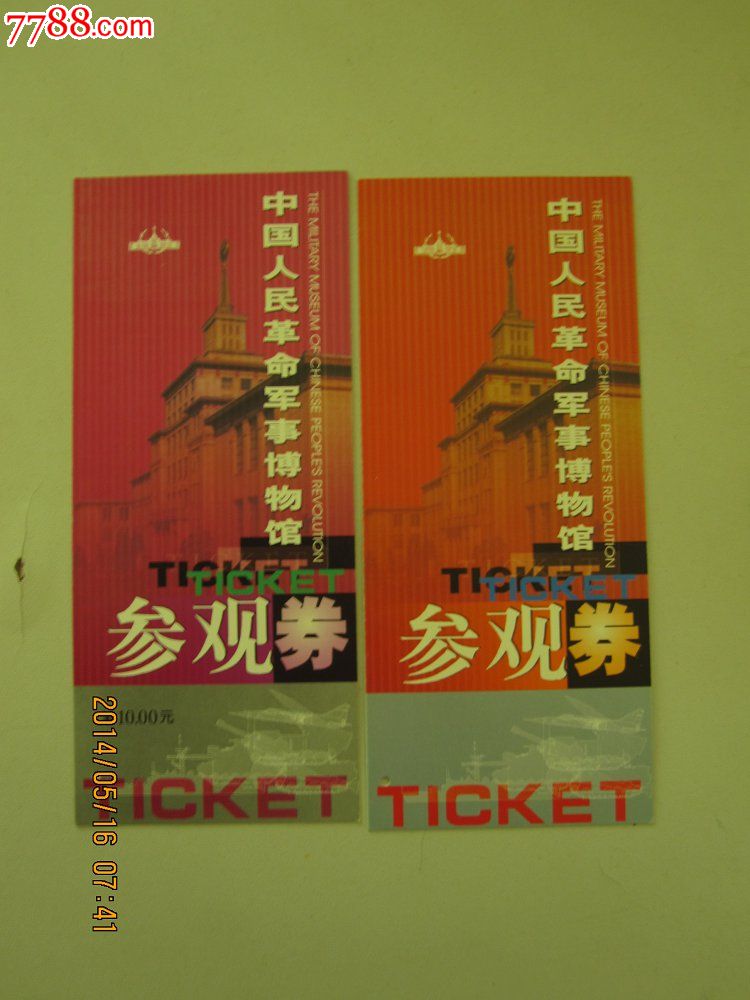 7788.com
中国人民革命军事博物馆
THE MILITARY MUSEUM OF CHINESE PEOPLE'S REVOLUTION
TICKET
TICKET
参观券
10.00元
TICKET
中国人民革命军事博物馆
THE MILITARY MUSEUM OF CHINESE PEOPLE'S REVOLUTION
TICKET
TICKET
参观券
TICKET
2014/05/16 07:41